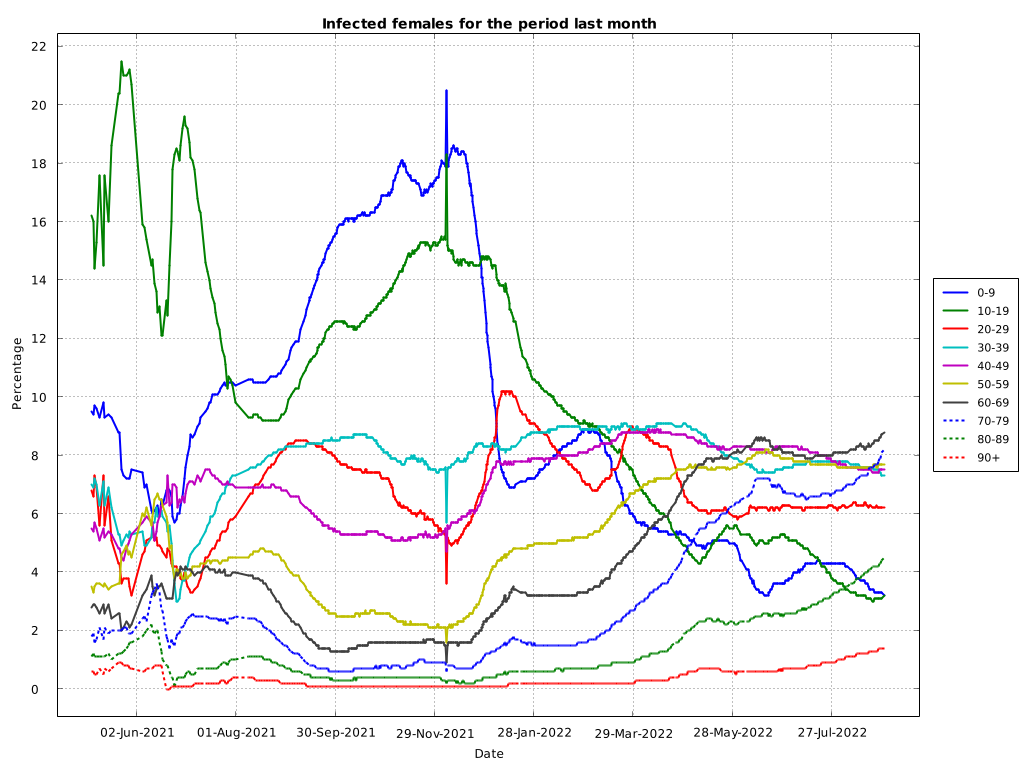 Infected females for the period last month
Percentage
22
20
18
16
14
12
10
8
6
4
2
0
02-Jun-2021
01-Aug-2021
30-Sep-2021
29-Nov-2021
28-Jan-2022
29-Mar-2022
28-May-2022
27-Jul-2022
Date
0-9
10-19
20-29
30-39
40-49
50-59
60-69
70-79
80-89
90+